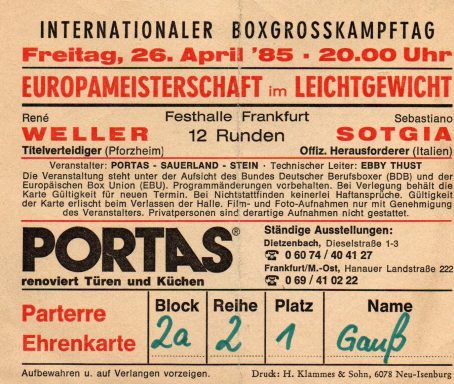 INTERNATIONALER BOXGROSSKAMPFTAG
Freitag, 26. April '85 · 20.00 Uhr
EUROPAMEISTERSCHAFT im LEICHTGEWICHT
René Festhalle Frankfurt Sebastiano
WELLER 12 Runden SOTGIA
Titelverteidiger (Pforzheim) Offiz. Herausforderer (Italien)
Veranstalter: PORTAS - SAUERLAND - STEIN · Technischer Leiter: EBBY THUST
Die Veranstaltung steht unter der Aufsicht des Bundes Deutscher Berufsboxer (BDB) und der
Europäischen Box Union (EBU). Programmänderungen vorbehalten. Bei Verlegung behält die
Karte Gültigkeit für neuen Termin. Bei Nichtstattfinden keinerlei Haftansprüche. Gültigkeit
der Karte erlischt beim Verlassen der Halle. Film- und Foto-Aufnahmen nur mit Genehmigung
des Veranstalters. Privatpersonen sind derartige Aufnahmen nicht gestattet.
PORTAS®
renoviert Türen und Küchen
Ständige Ausstellungen:
Dietzenbach, Dieselstraße 1-3
☎ 0 60 74 / 40 41 27
Frankfurt/M.-Ost, Hanauer Landstraße 222
☎ 0 69 / 41 02 22
Parterre
Ehrenkarte
Block Reihe Platz Name
2a 2 1 Gauß
Aufbewahren u. auf Verlangen vorzeigen. Druck: H. Klammes & Sohn, 6078 Neu-Isenburg